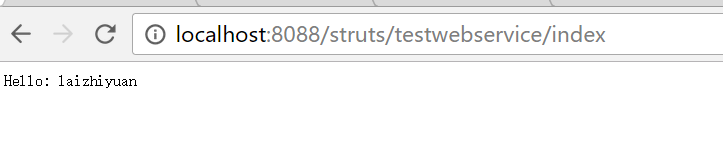 localhost:8088/struts/testwebservice/index
Hello: laizhiyuan